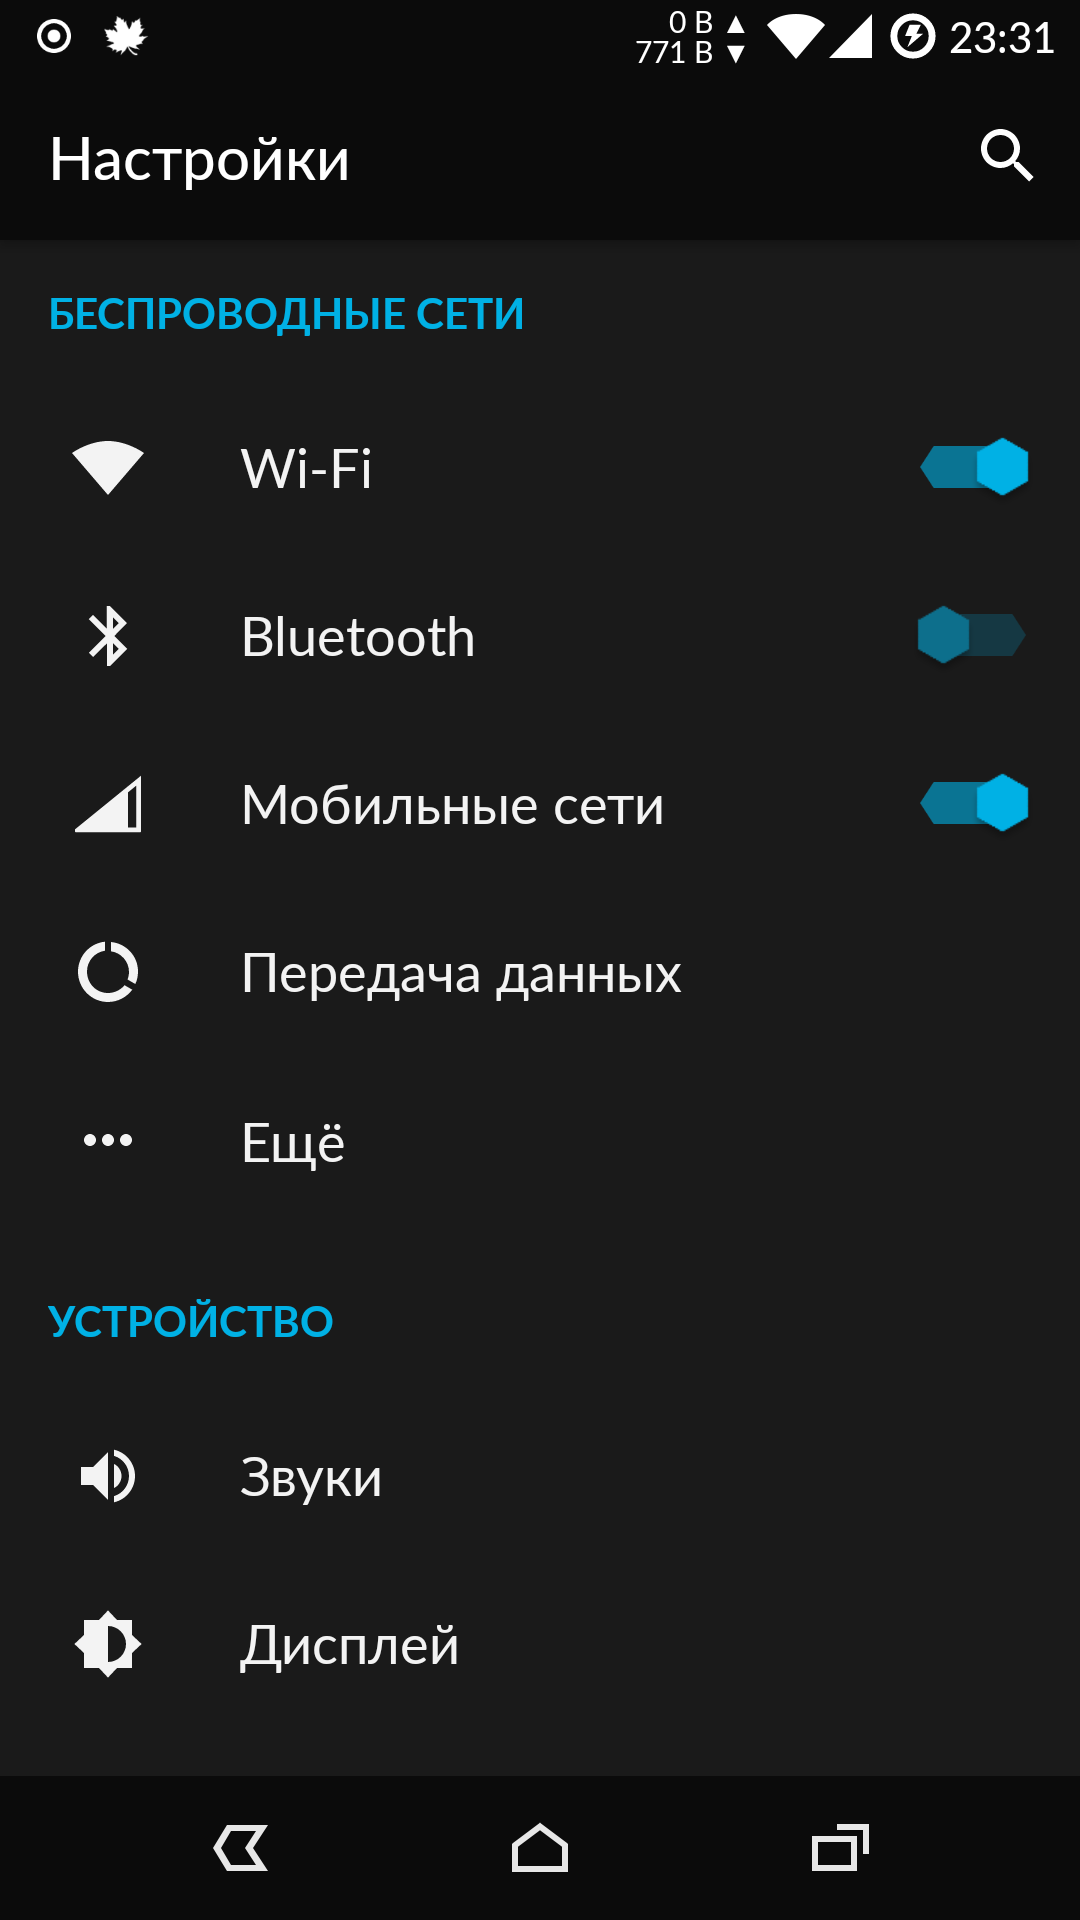 0 B ▲
771 B ▼
23:31
Настройки
БЕСПРОВОДНЫЕ СЕТИ
Wi-Fi
Bluetooth
Мобильные сети
Передача данных
Ещё
УСТРОЙСТВО
Звуки
Дисплей